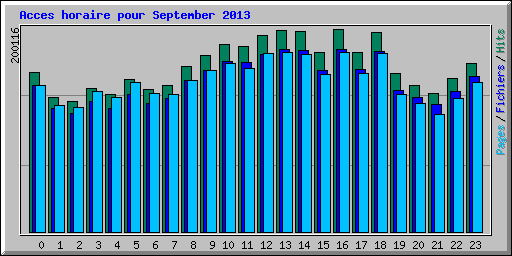 Acces horaire pour September 2013
200116
Pages / Fichiers / Hits
0 1 2 3 4 5 6 7 8 9 10 11 12 13 14 15 16 17 18 19 20 21 22 23